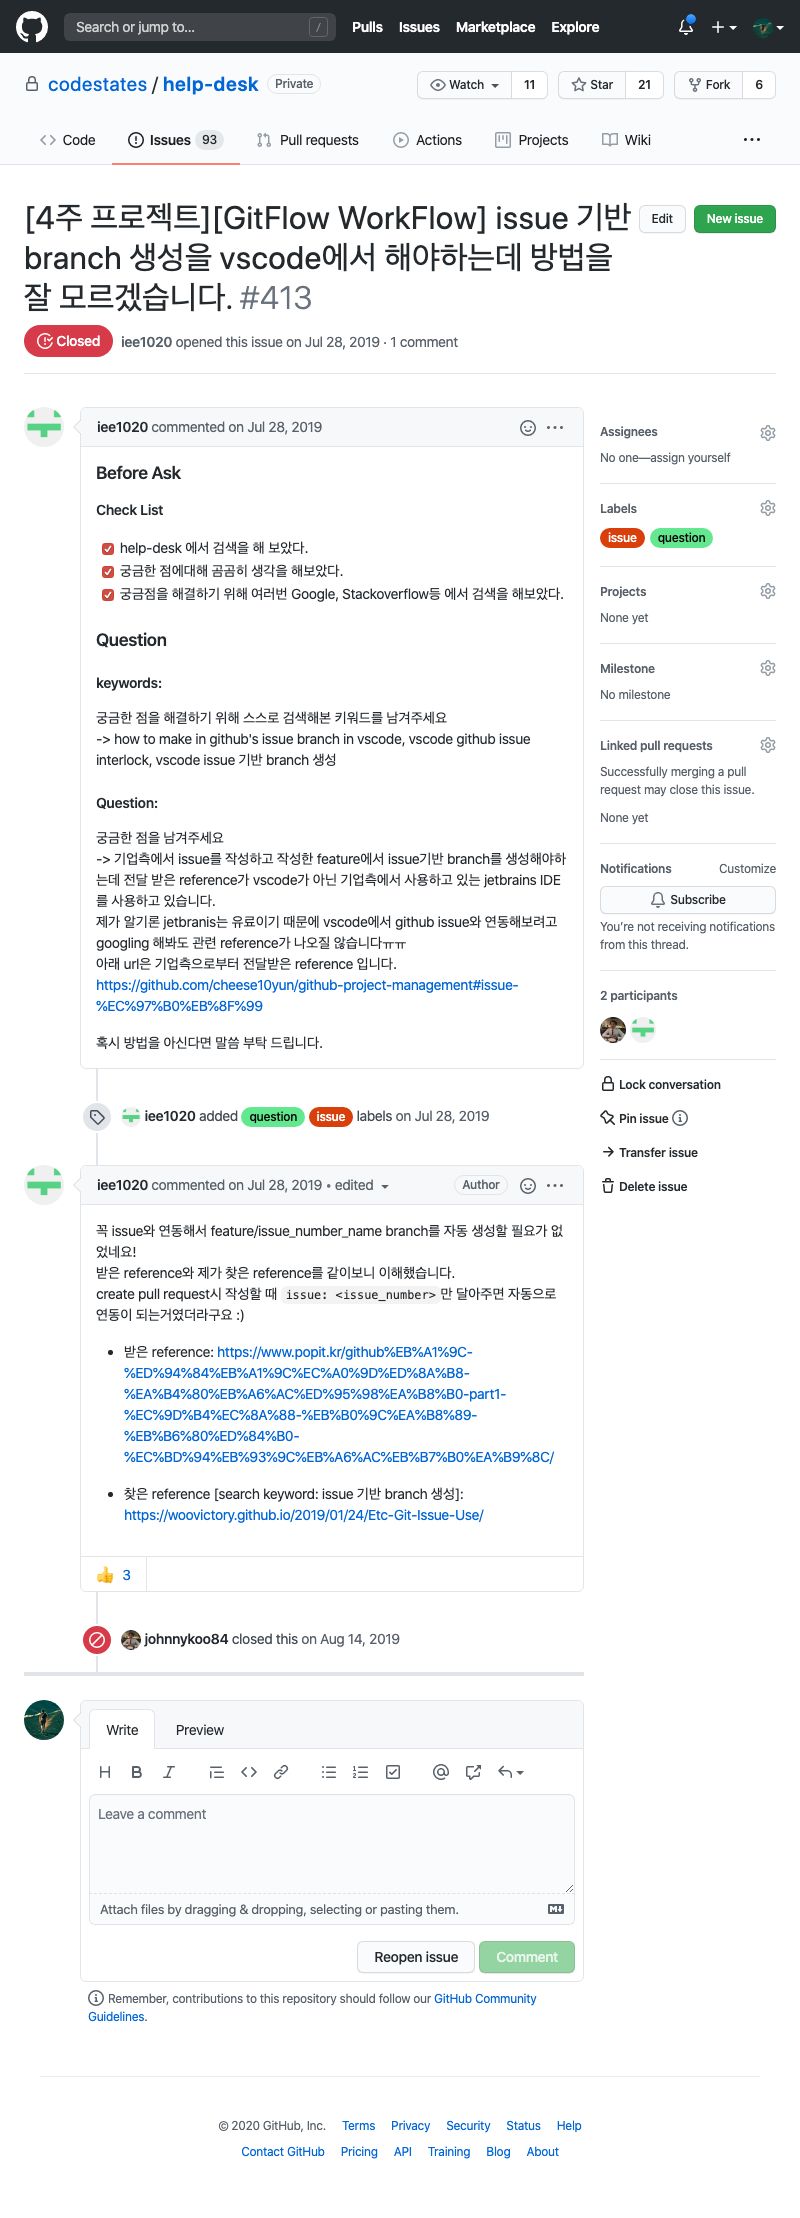 Search or jump to...
/
Pulls Issues Marketplace Explore
codestates / help-desk Private
Watch 11 Star 21 Fork 6
Code Issues 93 Pull requests Actions Projects Wiki
[4주 프로젝트][GitFlow WorkFlow] issue 기반
branch 생성을 vscode에서 해야하는데 방법을
잘 모르겠습니다. #413
Edit New issue
Closed iee1020 opened this issue on Jul 28, 2019 · 1 comment
iee1020 commented on Jul 28, 2019
Before Ask
Check List
help-desk 에서 검색을 해 보았다.
궁금한 점에대해 곰곰히 생각을 해보았다.
궁금점을 해결하기 위해 여러번 Google, Stackoverflow등 에서 검색을 해보았다.
Question
keywords:
궁금한 점을 해결하기 위해 스스로 검색해본 키워드를 남겨주세요
-> how to make in github's issue branch in vscode, vscode github issue
interlock, vscode issue 기반 branch 생성
Question:
궁금한 점을 남겨주세요
-> 기업측에서 issue를 작성하고 작성한 feature에서 issue기반 branch를 생성해야하
는데 전달 받은 reference가 vscode가 아닌 기업측에서 사용하고 있는 jetbrains IDE
를 사용하고 있습니다.
제가 알기론 jetbranis는 유료이기 때문에 vscode에서 github issue와 연동해보려고
googling 해봐도 관련 reference가 나오질 않습니다ㅠㅠ
아래 url은 기업측으로부터 전달받은 reference 입니다.
https://github.com/cheese10yun/github-project-management#issue-
%EC%97%B0%EB%8F%99
혹시 방법을 아신다면 말씀 부탁 드립니다.
iee1020 added question issue labels on Jul 28, 2019
iee1020 commented on Jul 28, 2019 • edited
Author
꼭 issue와 연동해서 feature/issue_number_name branch를 자동 생성할 필요가 없
었네요!
받은 reference와 제가 찾은 reference를 같이보니 이해했습니다.
create pull request시 작성할 때 issue: <issue_number> 만 달아주면 자동으로
연동이 되는거였더라구요 :)
받은 reference: https://www.popit.kr/github%EB%A1%9C-
%ED%94%84%EB%A1%9C%EC%A0%9D%ED%8A%B8-
%EA%B4%80%EB%A6%AC%ED%95%98%EA%B8%B0-part1-
%EC%9D%B4%EC%8A%88-%EB%B0%9C%EA%B8%89-
%EB%B6%80%ED%84%B0-
%EC%BD%94%EB%93%9C%EB%A6%AC%EB%B7%B0%EA%B9%8C/
찾은 reference [search keyword: issue 기반 branch 생성]:
https://woovictory.github.io/2019/01/24/Etc-Git-Issue-Use/
3
johnnykoo84 closed this on Aug 14, 2019
Write Preview
H B I
Leave a comment
Attach files by dragging & dropping, selecting or pasting them.
Reopen issue Comment
Remember, contributions to this repository should follow our GitHub Community
Guidelines.
Assignees
No one—assign yourself
Labels
issue question
Projects
None yet
Milestone
No milestone
Linked pull requests
Successfully merging a pull
request may close this issue.
None yet
Notifications Customize
Subscribe
You're not receiving notifications
from this thread.
2 participants
Lock conversation
Pin issue
Transfer issue
Delete issue
© 2020 GitHub, Inc. Terms Privacy Security Status Help
Contact GitHub Pricing API Training Blog About